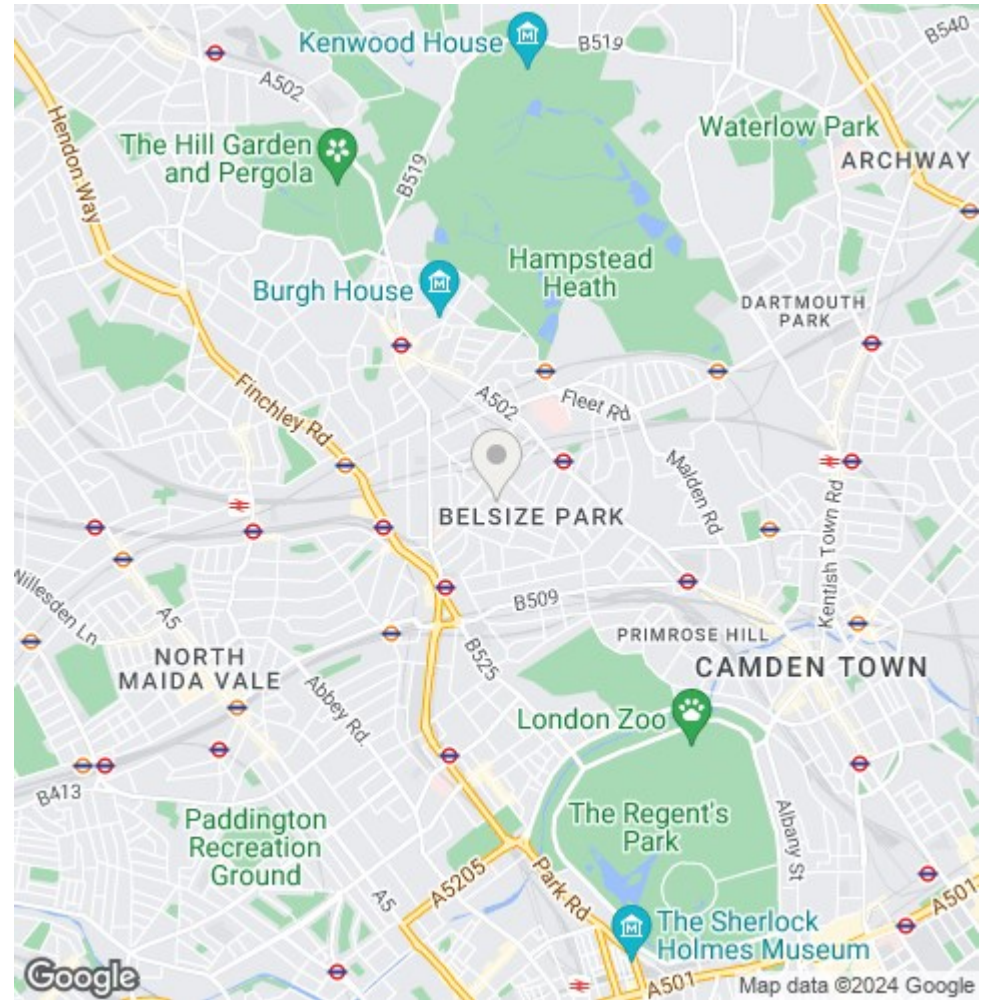 Kenwood House
B519
B540
A502
Hendon Way
The Hill Garden
and Pergola
B519
Waterlow Park
ARCHWAY
Burgh House
Hampstead
Heath
DARTMOUTH
PARK
Finchley Rd
A502
Fleet Rd
Malden Rd
BELSIZE PARK
Kentish Town Rd
Willesden Ln
A5
B509
B525
PRIMROSE HILL
NORTH
MAIDA VALE
CAMDEN TOWN
Abbey Rd.
London Zoo
B413
Paddington
Recreation
Ground
The Regent's
Park
Albany St
A5
A5205
Park Rd
A501
The Sherlock
Holmes Museum
A501
Google
Map data ©2024 Google